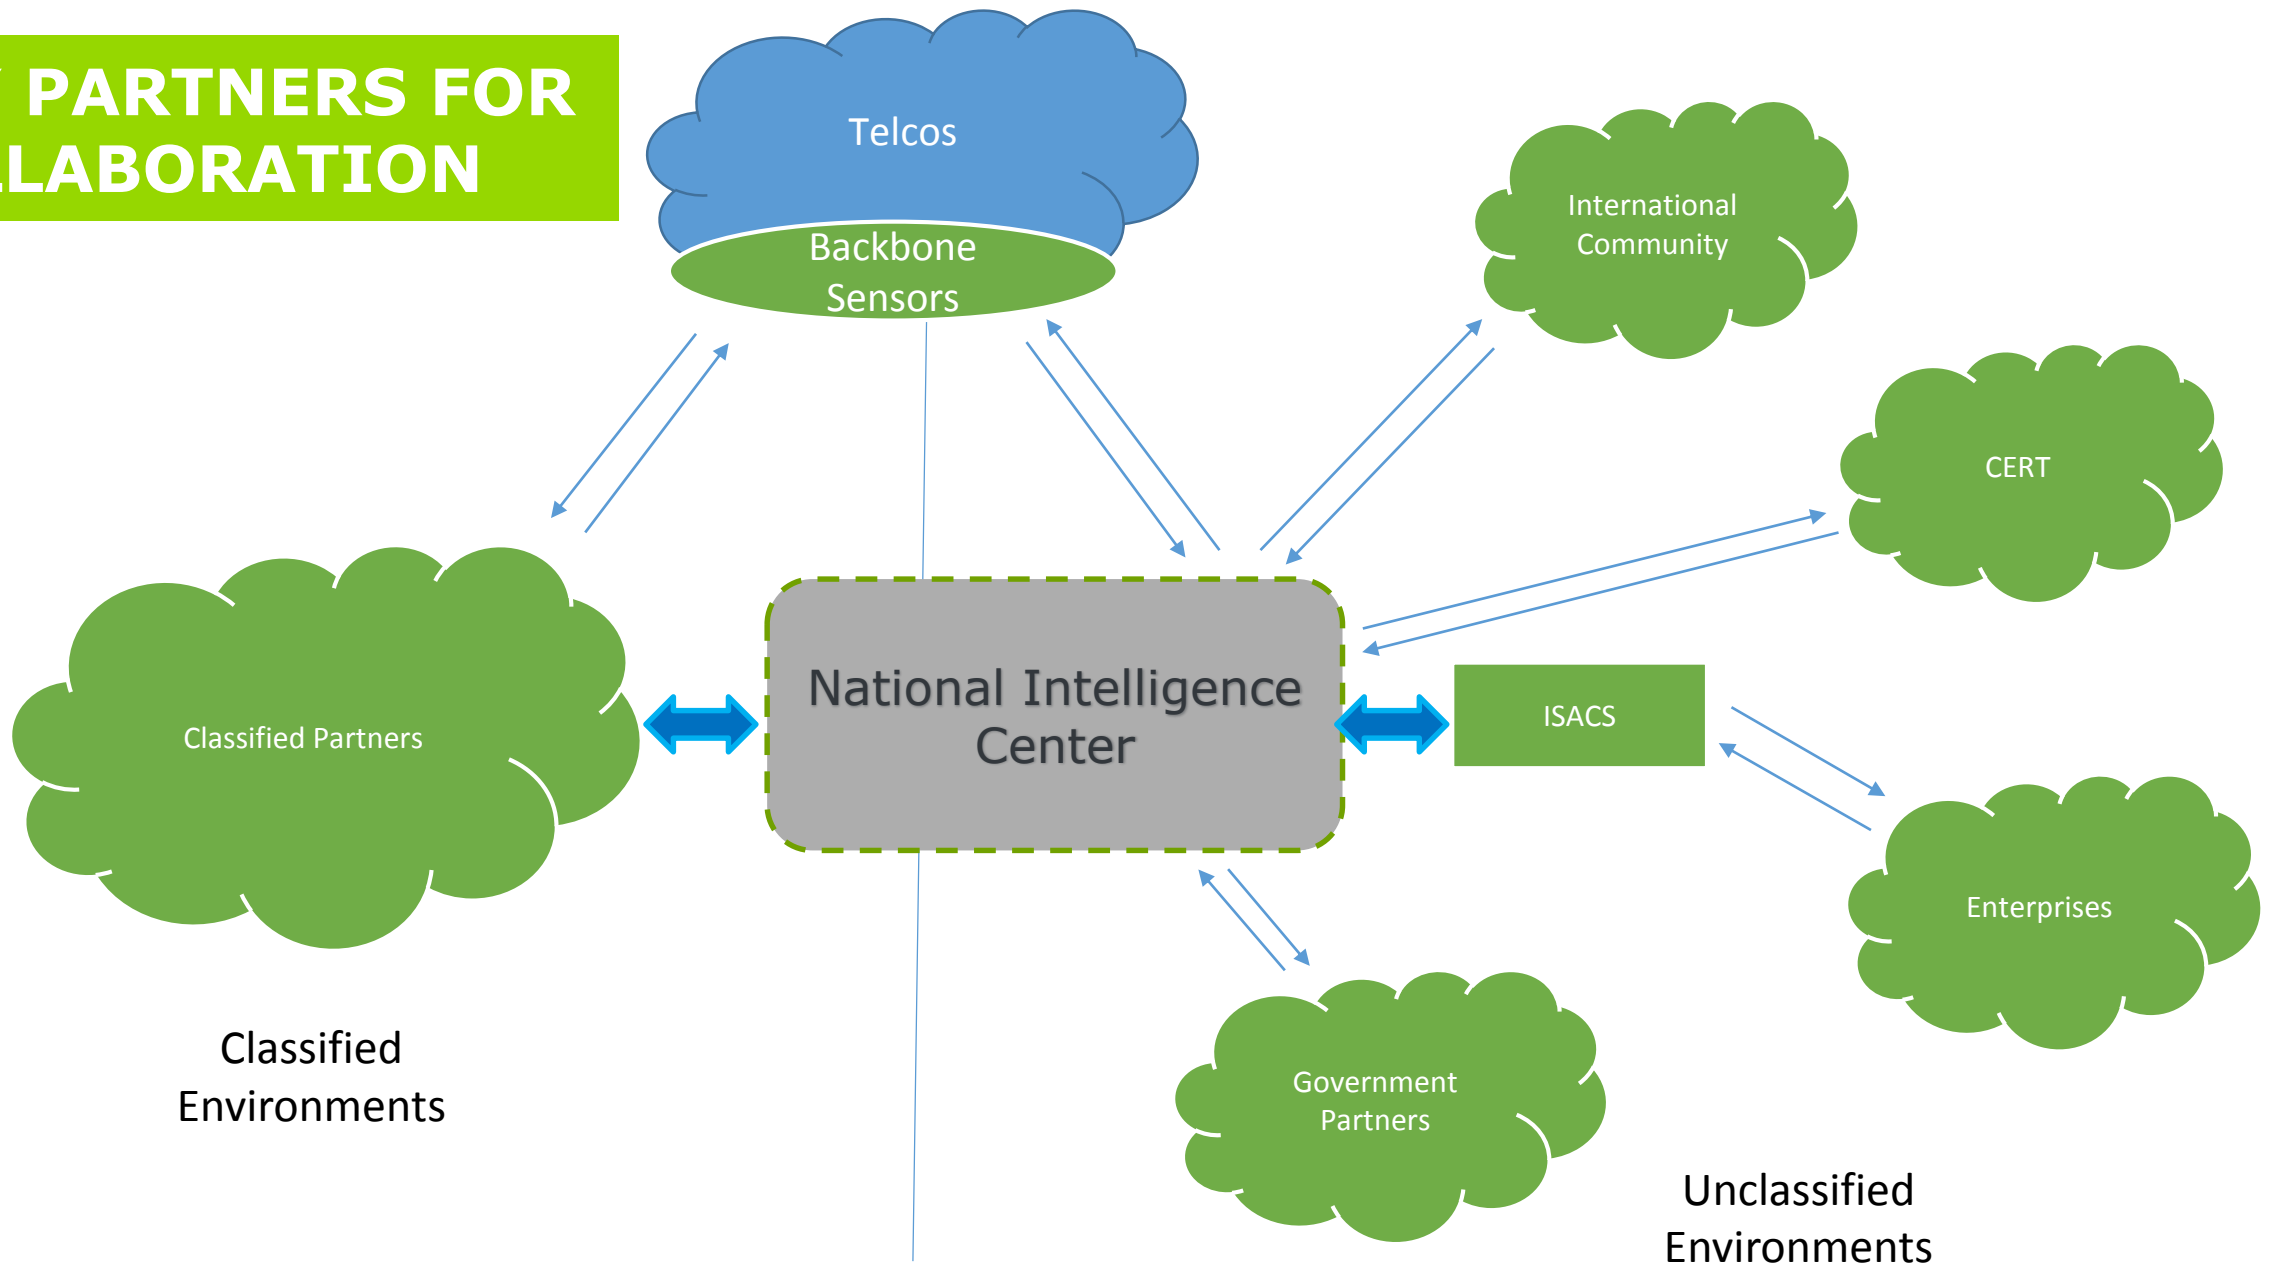 PARTNERS FOR
LLABORATION
Telcos
Backbone
Sensors
International
Community
CERT
National Intelligence
Center
ISACS
Classified Partners
Enterprises
Classified
Environments
Government
Partners
Unclassified
Environments